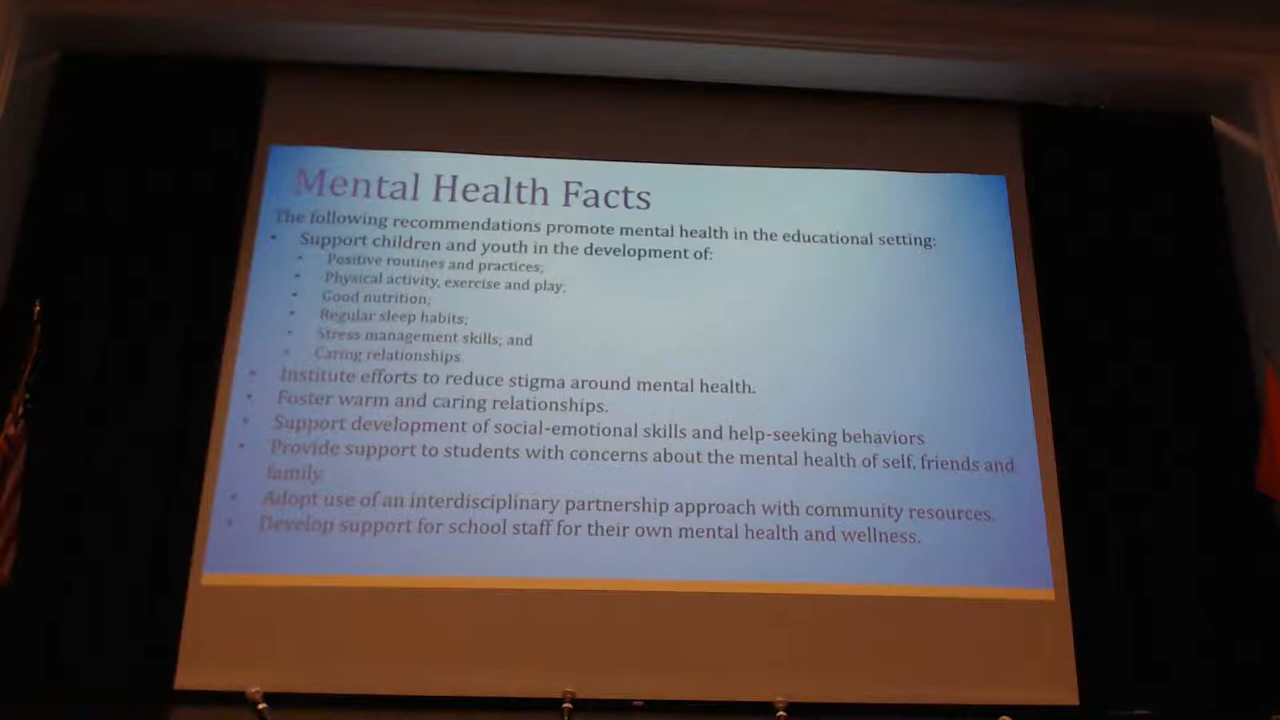 Mental Health Facts
The following recommendations promote mental health in the educational setting:
• Support children and youth in the development of:
• Positive routines and practices;
• Physical activity, exercise and play;
• Good nutrition;
• Regular sleep habits;
• Stress management skills; and
• Caring relationships.
• Institute efforts to reduce stigma around mental health.
• Foster warm and caring relationships.
• Support development of social-emotional skills and help-seeking behaviors
• Provide support to students with concerns about the mental health of self, friends and
family.
• Adopt use of an interdisciplinary partnership approach with community resources.
• Develop support for school staff for their own mental health and wellness.